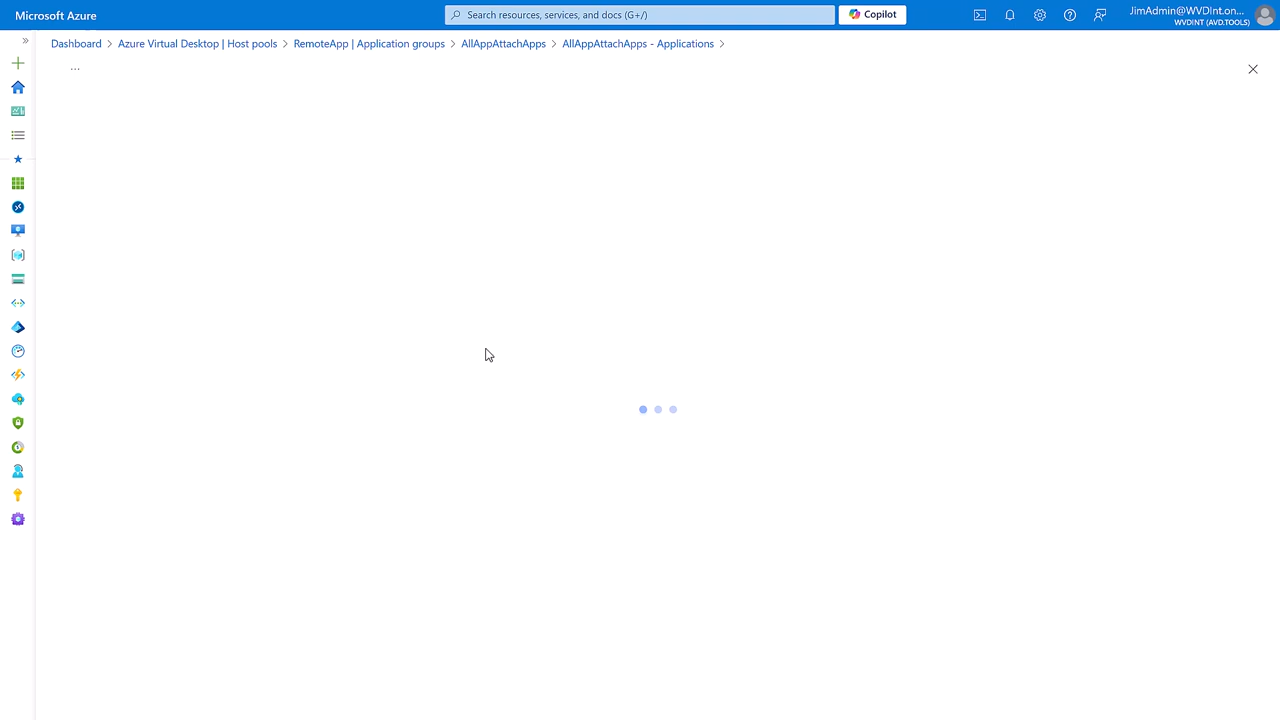 Microsoft Azure
Search resources, services, and docs (G+/)
Copilot
JimAdmin@WVDInt.on...
WVDINT (AVD.TOOLS)
Dashboard > Azure Virtual Desktop | Host pools > RemoteApp | Application groups > AllAppAttachApps > AllAppAttachApps - Applications >
...